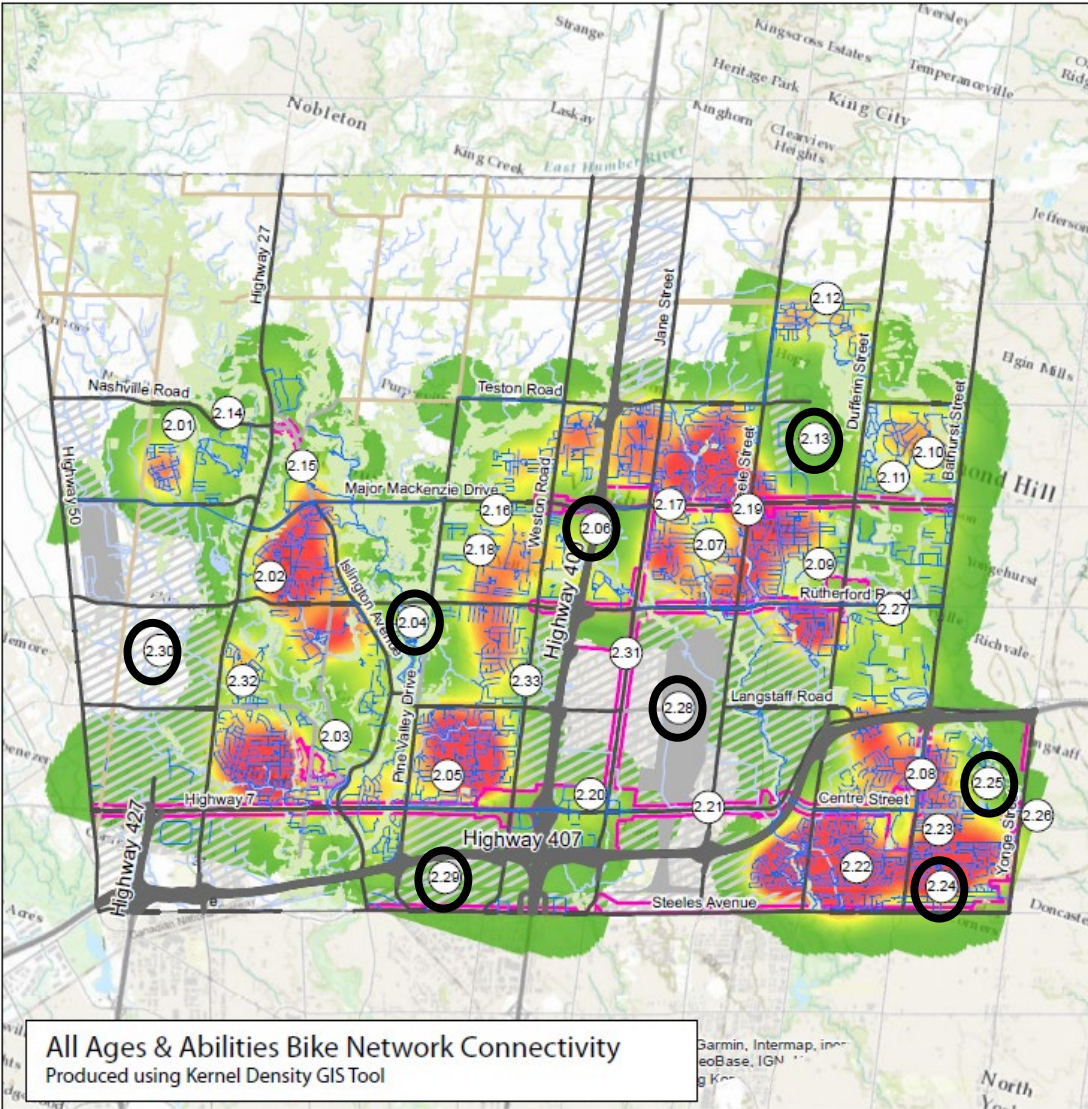 Strange
Eversley
Kingscross Estates
Temperanceville
Heritage Park
King City
Nobleton
Laskay
Kinghorn
Clearview
Heights
King Creek
East Humber River
Jefferson
Highway 27
Jane Street
2.12
Dufferin Street
Elgin Mills
Nashville Road
Teston Road
Bathurst Street
2.14
2.01
2.13
2.10
Highway 50
2.15
2.11
Major Mackenzie Drive
Weston Road
2.17
2.16
2.19
2.06
2.18
2.07
2.02
Islington Avenue
2.09
Rutherford Road
2.27
2.04
Highway 400
Richvale
2.30
2.31
2.32
2.33
Langstaff Road
2.28
Pine Valley Drive
2.03
2.05
2.08
2.25
2.20
Centre Street
Highway 7
2.21
2.26
Yonge Street
Highway 427
Highway 407
2.23
2.22
2.29
2.24
Steeles Avenue
Acres
All Ages & Abilities Bike Network Connectivity
Produced using Kernel Density GIS Tool
Garmin, Intermap,
North